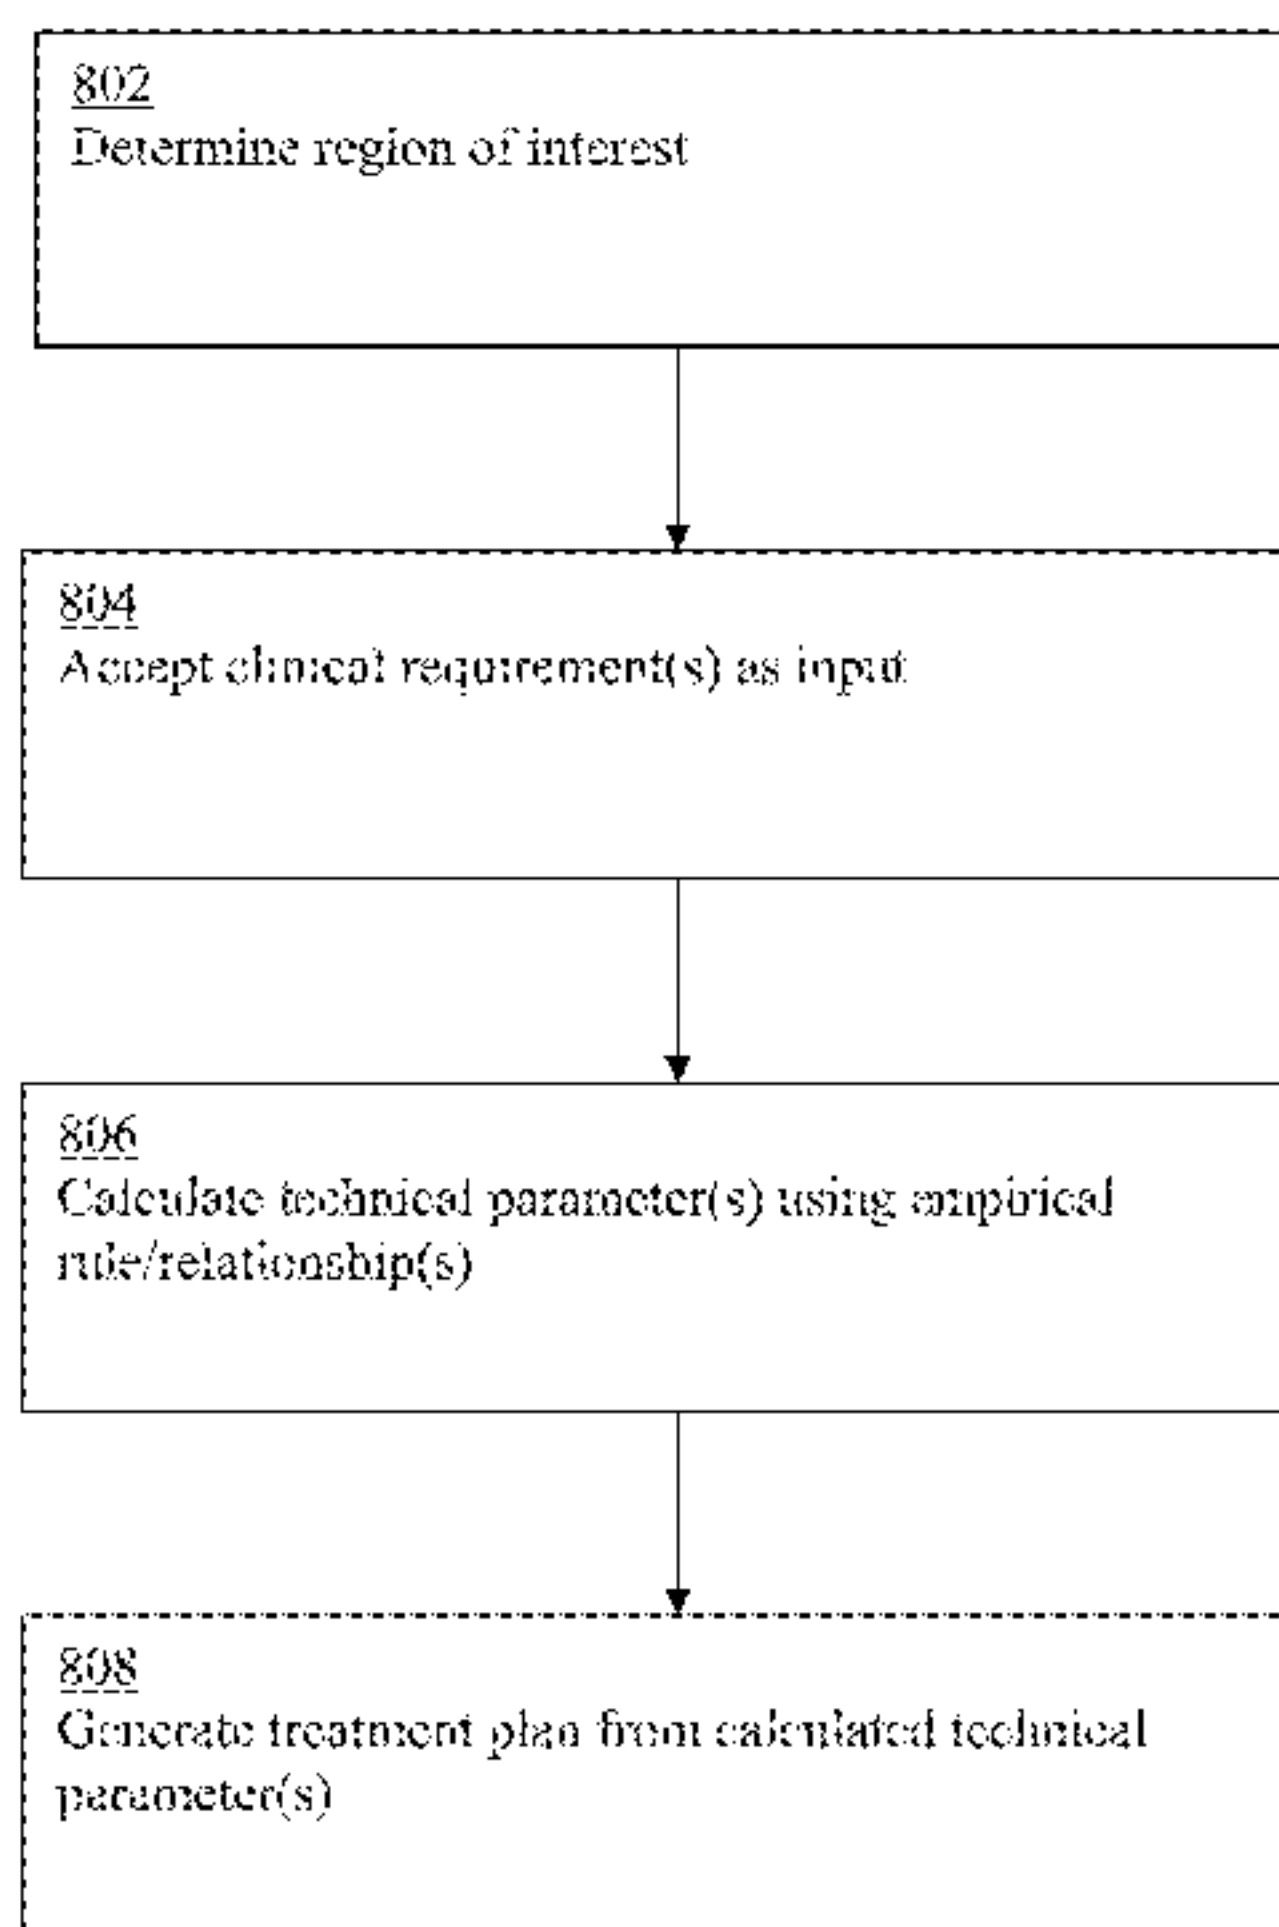 802
Determine region of interest
804
Accept clinical requirement(s) as input
806
Calculate technical parameter(s) using empirical
rule/relationship(s)
808
Generate treatment plan from calculated technical
parameter(s)